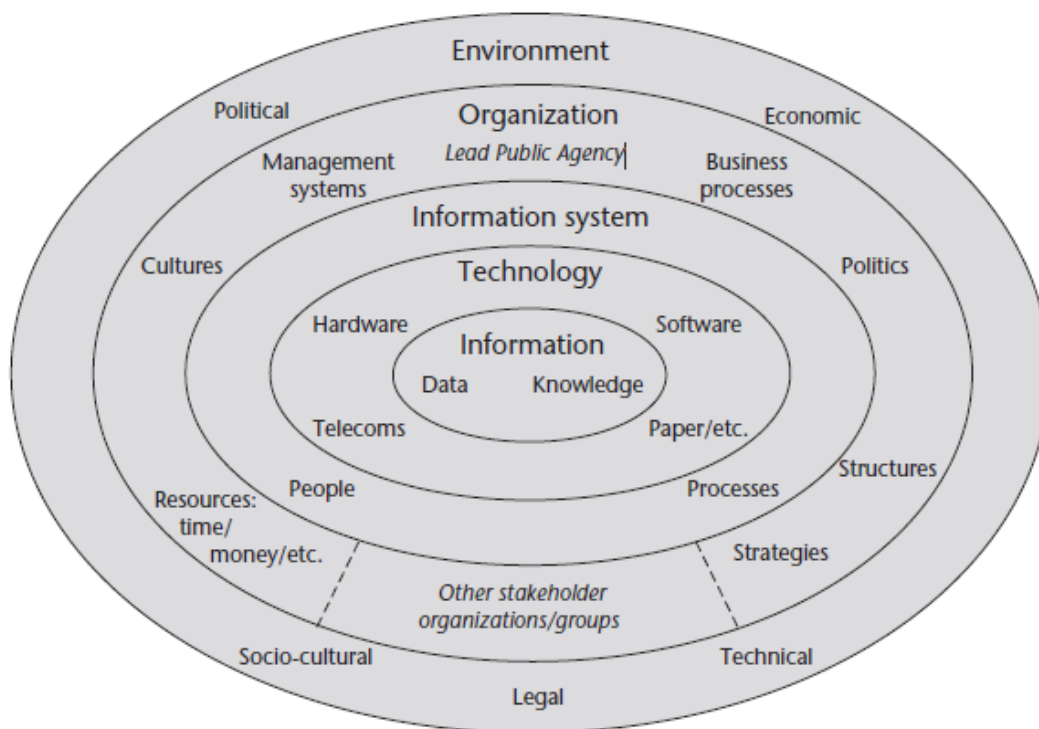 Environment
Political
Economic
Organization
Lead Public Agency
Management
systems
Business
processes
Information system
Cultures
Politics
Technology
Hardware
Software
Information
Data
Knowledge
Telecoms
Paper/etc.
People
Processes
Structures
Resources:
time/
money/etc.
Strategies
Other stakeholder
organizations/groups
Socio-cultural
Technical
Legal